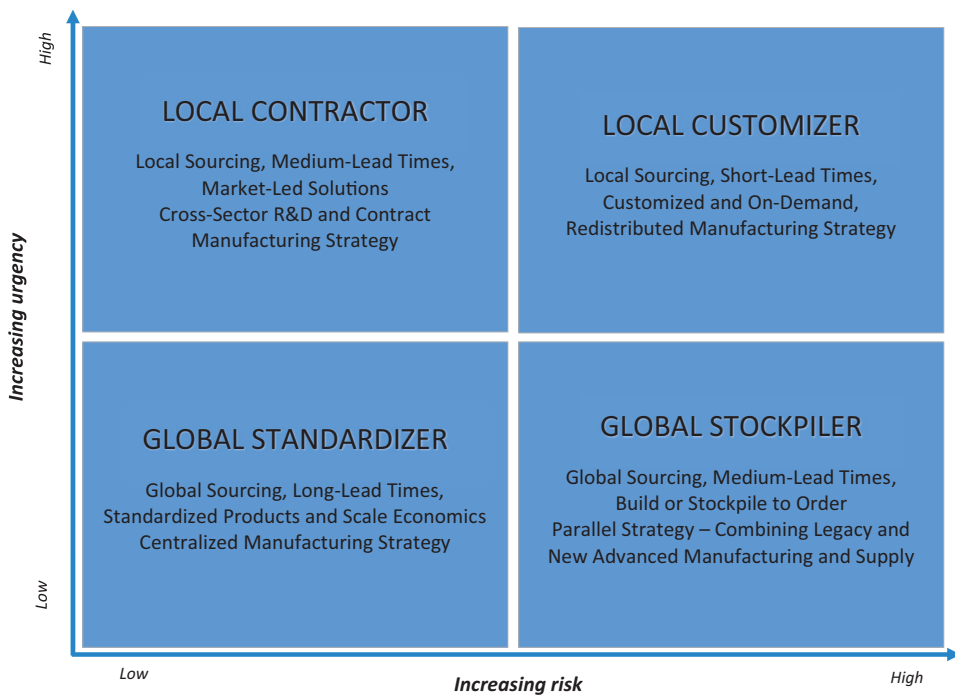 High
LOCAL CONTRACTOR
Local Sourcing, Medium-Lead Times,
Market-Led Solutions
Cross-Sector R&D and Contract
Manufacturing Strategy
LOCAL CUSTOMIZER
Local Sourcing, Short-Lead Times,
Customized and On-Demand,
Redistributed Manufacturing Strategy
Increasing urgency
GLOBAL STANDARDIZER
Global Sourcing, Long-Lead Times,
Standardized Products and Scale Economics
Centralized Manufacturing Strategy
GLOBAL STOCKPILER
Global Sourcing, Medium-Lead Times,
Build or Stockpile to Order
Parallel Strategy – Combining Legacy and
New Advanced Manufacturing and Supply
Low
Low
Increasing risk
High